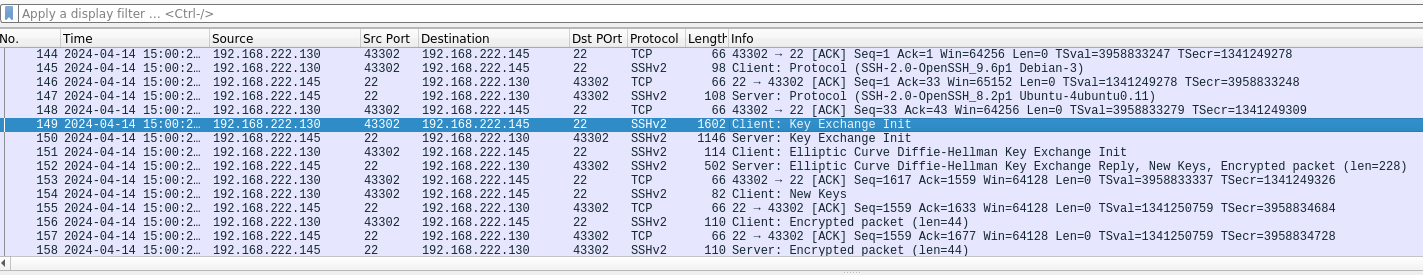 Apply a display filter … <Ctrl-/>
No. Time Source Src Port Destination Dst POrt Protocol Length Info
144 2024-04-14 15:00:2… 192.168.222.130 43302 192.168.222.145 22 TCP 66 43302 → 22 [ACK] Seq=1 Ack=1 Win=64256 Len=0 TSval=3958833247 TSecr=1341249278
145 2024-04-14 15:00:2… 192.168.222.130 43302 192.168.222.145 22 SSHv2 98 Client: Protocol (SSH-2.0-OpenSSH_9.6p1 Debian-3)
146 2024-04-14 15:00:2… 192.168.222.145 22 192.168.222.130 43302 TCP 66 22 → 43302 [ACK] Seq=1 Ack=33 Win=65152 Len=0 TSval=1341249278 TSecr=3958833248
147 2024-04-14 15:00:2… 192.168.222.145 22 192.168.222.130 43302 SSHv2 108 Server: Protocol (SSH-2.0-OpenSSH_8.2p1 Ubuntu-4ubuntu0.11)
148 2024-04-14 15:00:2… 192.168.222.130 43302 192.168.222.145 22 TCP 66 43302 → 22 [ACK] Seq=33 Ack=43 Win=64256 Len=0 TSval=3958833279 TSecr=1341249309
149 2024-04-14 15:00:2… 192.168.222.130 43302 192.168.222.145 22 SSHv2 1602 Client: Key Exchange Init
150 2024-04-14 15:00:2… 192.168.222.145 22 192.168.222.130 43302 SSHv2 1146 Server: Key Exchange Init
151 2024-04-14 15:00:2… 192.168.222.130 43302 192.168.222.145 22 SSHv2 114 Client: Elliptic Curve Diffie-Hellman Key Exchange Init
152 2024-04-14 15:00:2… 192.168.222.145 22 192.168.222.130 43302 SSHv2 502 Server: Elliptic Curve Diffie-Hellman Key Exchange Reply, New Keys, Encrypted packet (len=228)
153 2024-04-14 15:00:2… 192.168.222.130 43302 192.168.222.145 22 TCP 66 43302 → 22 [ACK] Seq=1617 Ack=1559 Win=64128 Len=0 TSval=3958833337 TSecr=1341249326
154 2024-04-14 15:00:2… 192.168.222.130 43302 192.168.222.145 22 SSHv2 82 Client: New Keys
155 2024-04-14 15:00:2… 192.168.222.145 22 192.168.222.130 43302 TCP 66 22 → 43302 [ACK] Seq=1559 Ack=1633 Win=64128 Len=0 TSval=1341250759 TSecr=3958834684
156 2024-04-14 15:00:2… 192.168.222.130 43302 192.168.222.145 22 SSHv2 110 Client: Encrypted packet (len=44)
157 2024-04-14 15:00:2… 192.168.222.145 22 192.168.222.130 43302 TCP 66 22 → 43302 [ACK] Seq=1559 Ack=1677 Win=64128 Len=0 TSval=1341250759 TSecr=3958834728
158 2024-04-14 15:00:2… 192.168.222.145 22 192.168.222.130 43302 SSHv2 110 Server: Encrypted packet (len=44)